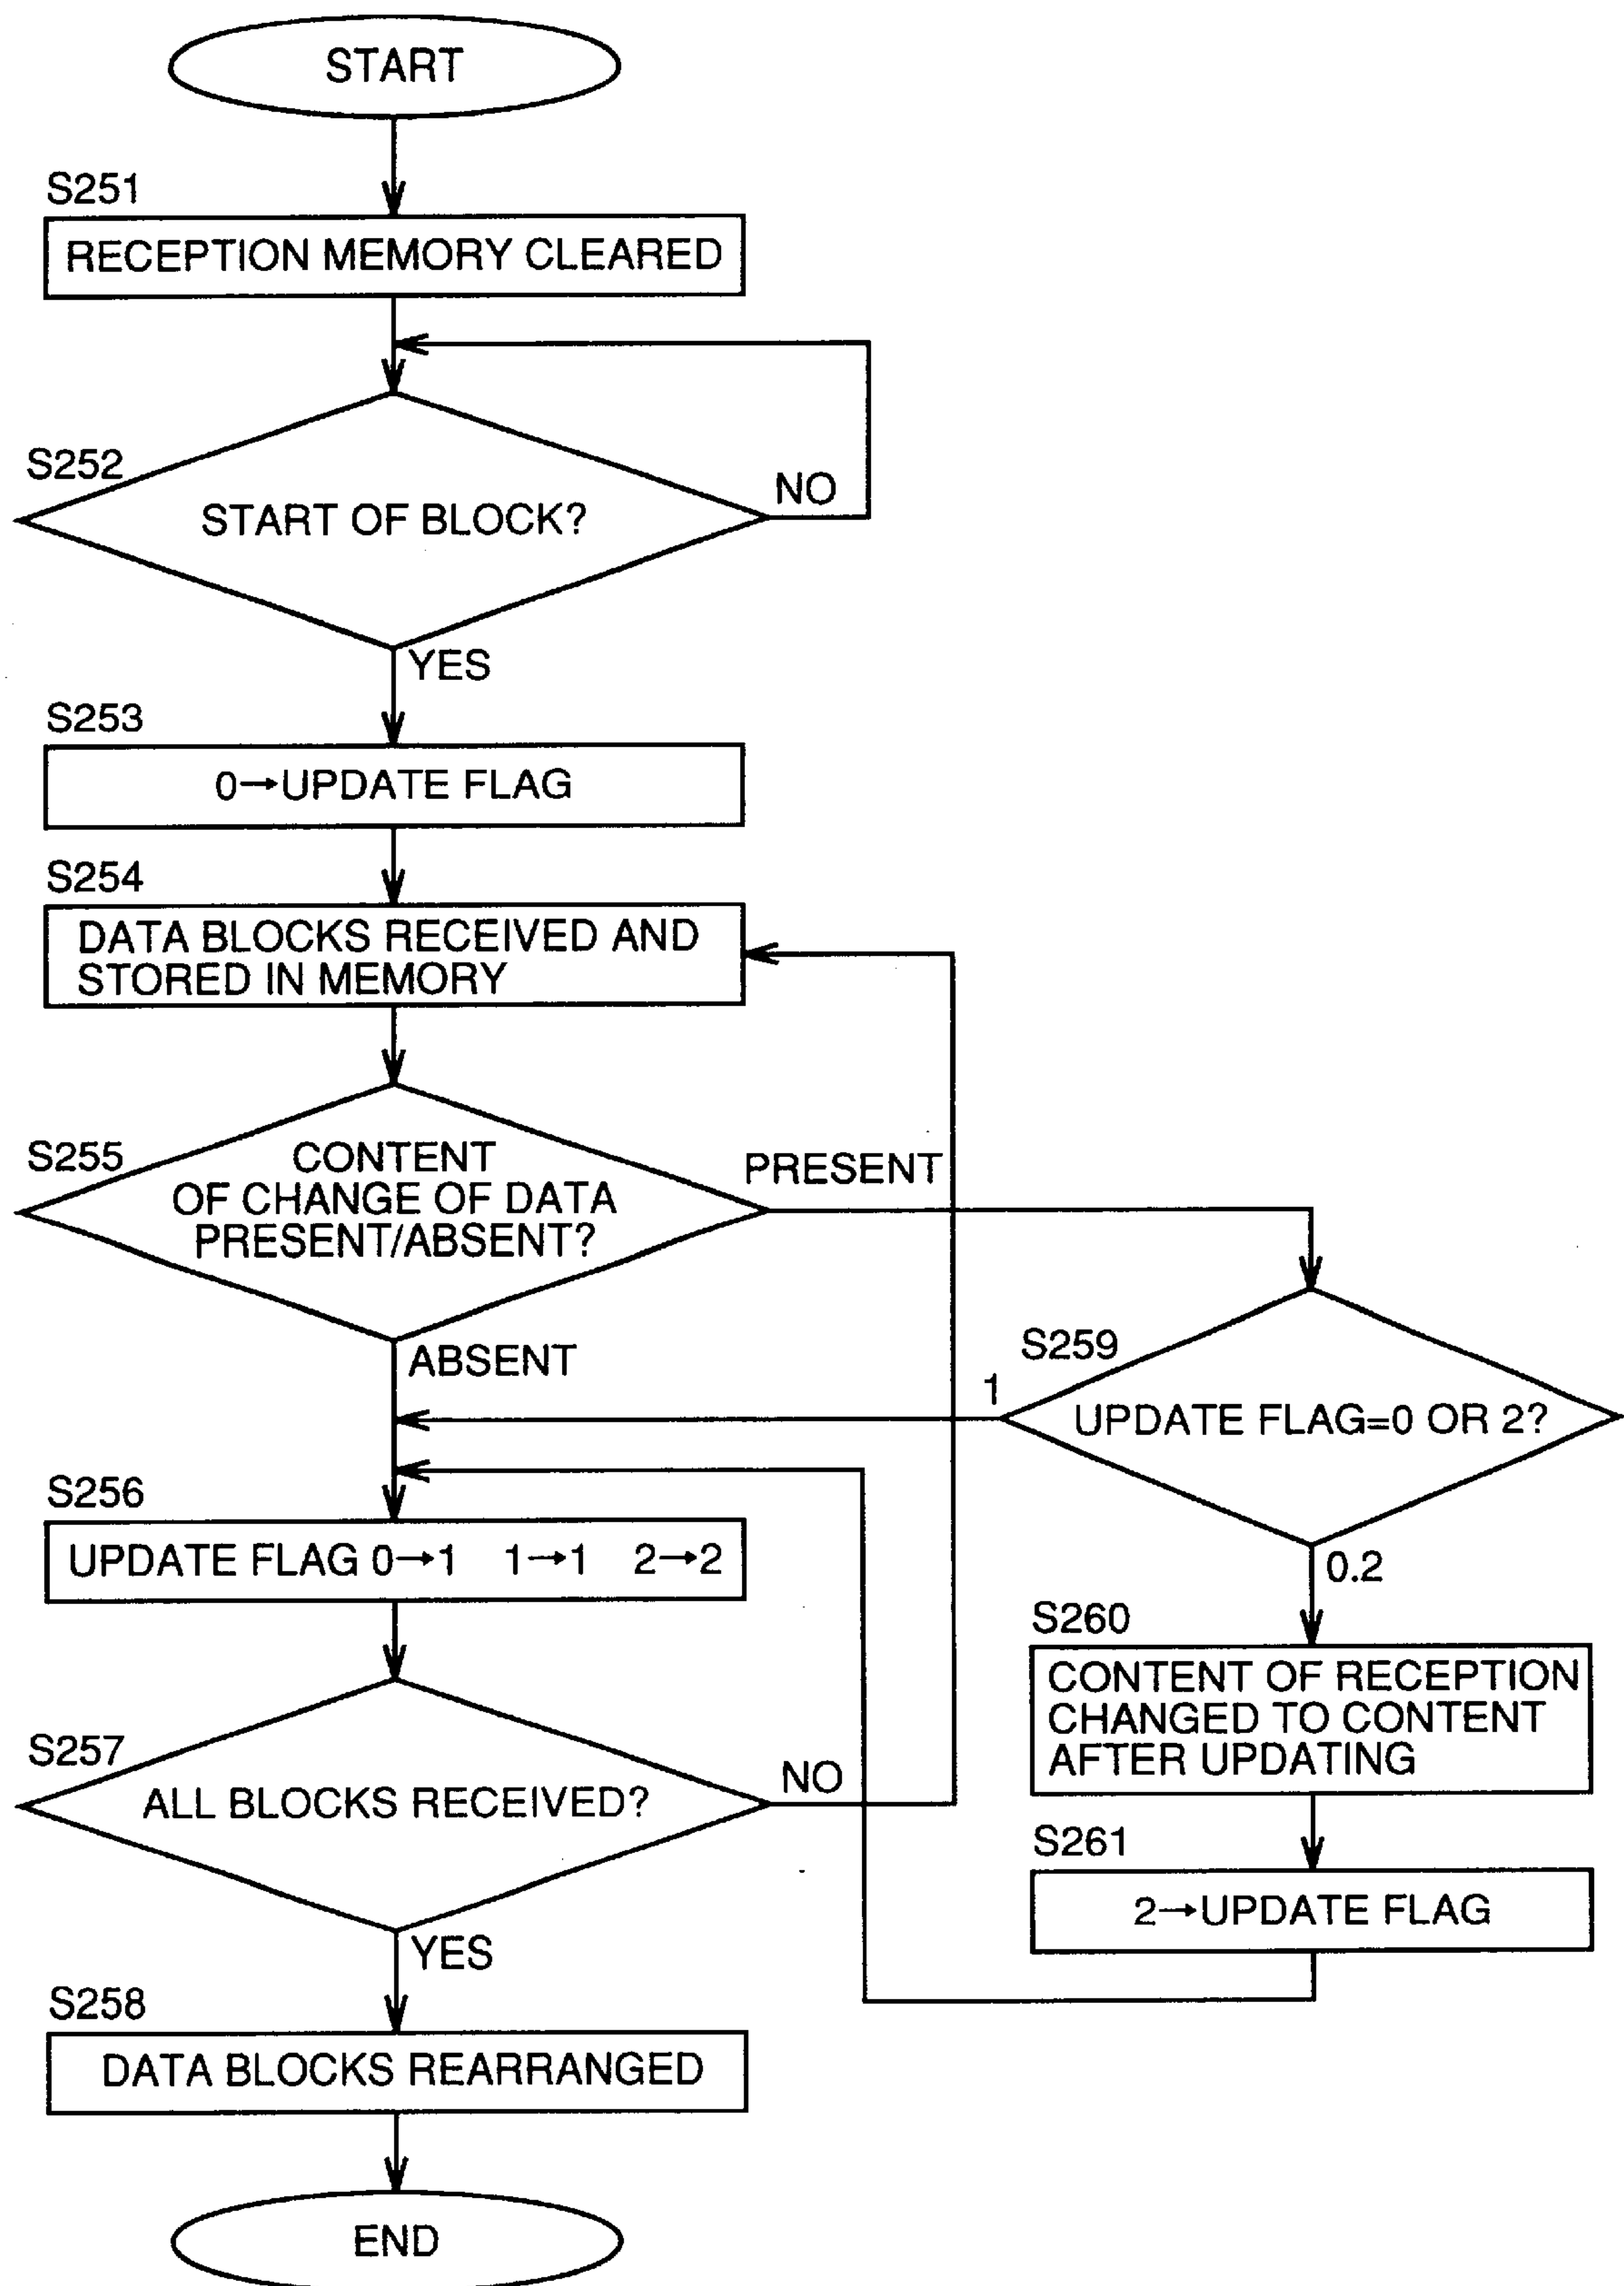 START
S251
RECEPTION MEMORY CLEARED
S252
START OF BLOCK?
NO
YES
S253
0→UPDATE FLAG
S254
DATA BLOCKS RECEIVED AND
STORED IN MEMORY
S255
CONTENT
OF CHANGE OF DATA
PRESENT/ABSENT?
PRESENT
ABSENT
S259
1
UPDATE FLAG=0 OR 2?
0.2
S256
UPDATE FLAG 0→1 1→1 2→2
S260
CONTENT OF RECEPTION
CHANGED TO CONTENT
AFTER UPDATING
S257
ALL BLOCKS RECEIVED?
NO
YES
S261
2→UPDATE FLAG
S258
DATA BLOCKS REARRANGED
END